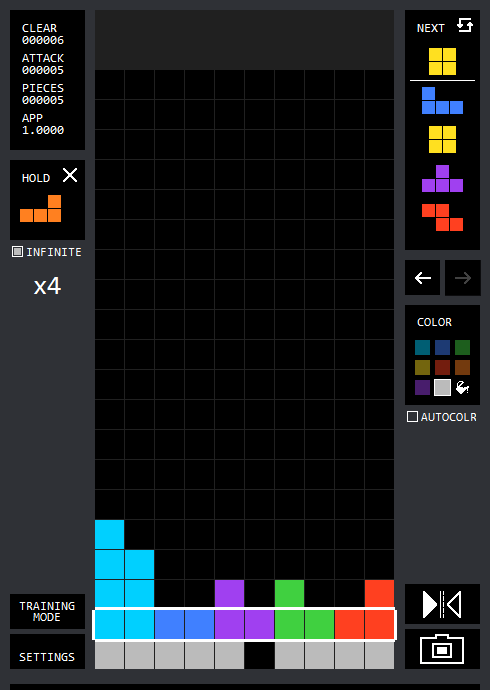 CLEAR
000006
ATTACK
000005
PIECES
000005
APP
1.0000
HOLD
INFINITE
x4
TRAINING
MODE
SETTINGS
NEXT
COLOR
AUTOCOLR